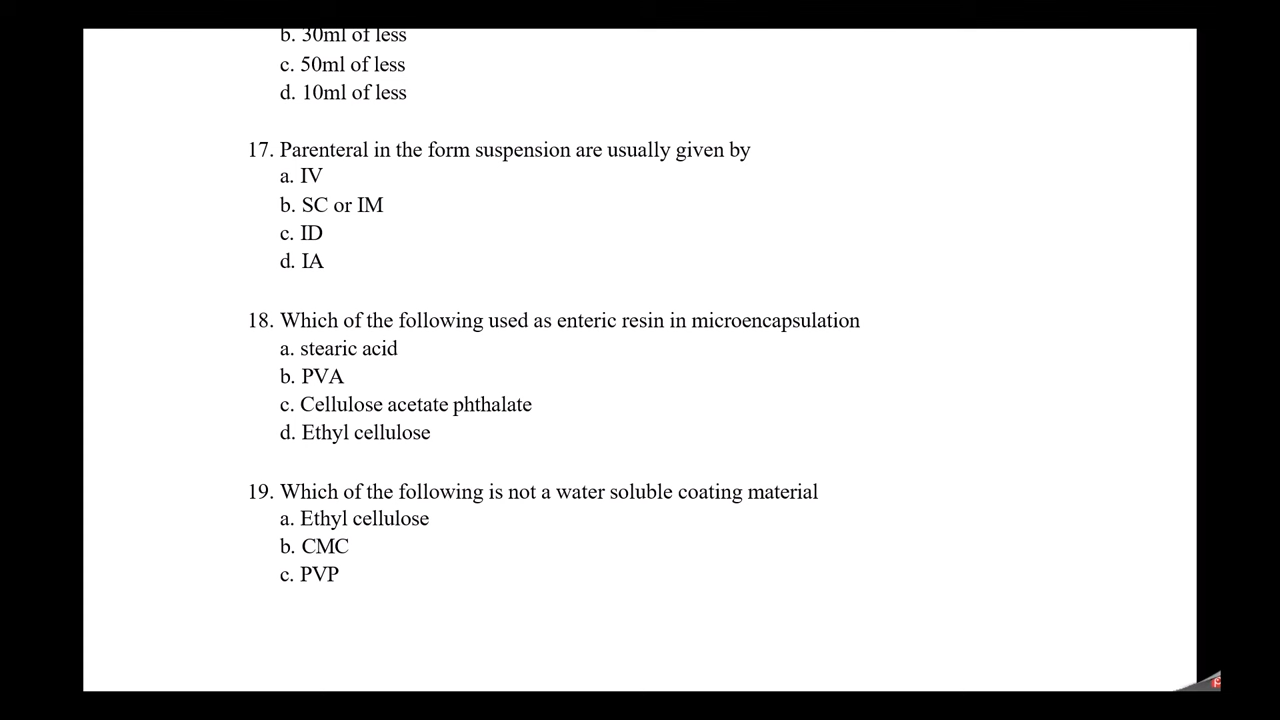 b. 30ml of less
c. 50ml of less
d. 10ml of less
17. Parenteral in the form suspension are usually given by
a. IV
b. SC or IM
c. ID
d. IA
18. Which of the following used as enteric resin in microencapsulation
a. stearic acid
b. PVA
c. Cellulose acetate phthalate
d. Ethyl cellulose
19. Which of the following is not a water soluble coating material
a. Ethyl cellulose
b. CMC
c. PVP